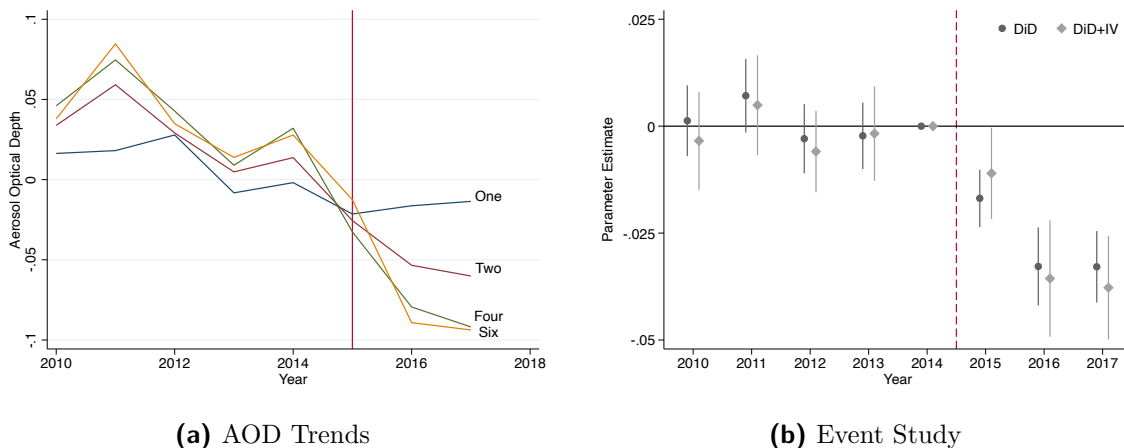 .1
.05
0
-.05
-.1
Aerosol Optical Depth
One
Two
Four
Six
2010
2012
2014
2016
2018
Year
(a) AOD Trends
.025
0
-.025
-.05
Parameter Estimate
DiD
DiD+IV
2010
2011
2012
2013
2014
2015
2016
2017
Year
(b) Event Study